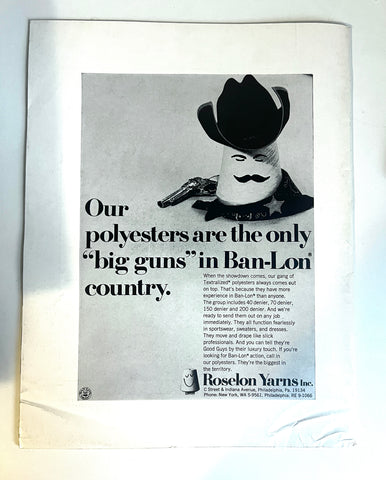 Our
polyesters are the only
“big guns” in Ban-Lon®
country.
When the showdown comes, our gang of
Textralized® polyesters always comes out
on top. That's because they have more
experience in Ban-Lon® than anyone.
The group includes 40 denier, 70 denier,
150 denier and 200 denier. And we're
ready to send them out on any job
immediately. They all function fearlessly
in sportswear, sweaters, and dresses.
They move and drape like slick
professionals. And you can tell they're
Good Guys by their luxury touch. If you're
looking for Ban-Lon® action, call in
our polyesters. They're the biggest in
the territory.
Roselon Yarns Inc.
C Street & Indiana Avenue, Philadelphia, Pa. 19134
Phone: New York, WA 5-9561, Philadelphia, RE 9-1066